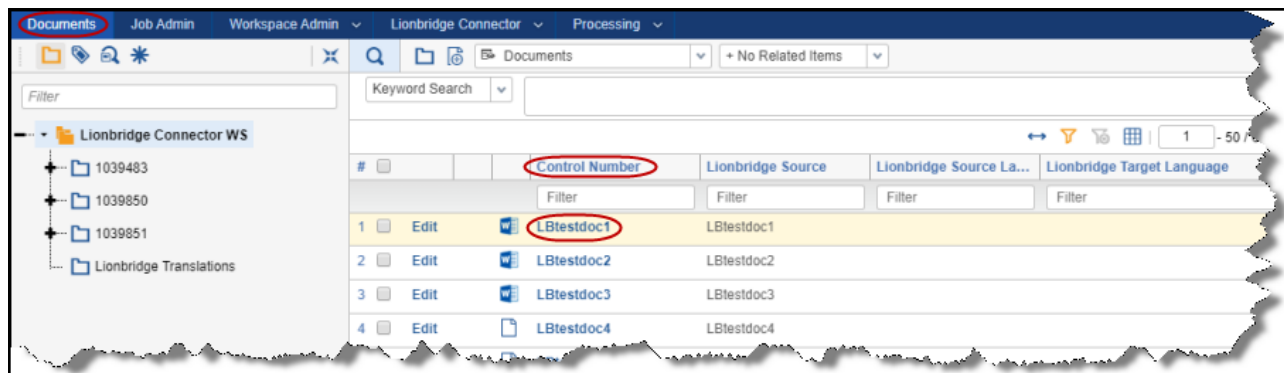 Documents Job Admin Workspace Admin Lionbridge Connector Processing
Documents + No Related Items
Filter Keyword Search
Lionbridge Connector WS
1 - 50 /
1039483
1039850
1039851
Lionbridge Translations
# Control Number Lionbridge Source Lionbridge Source La... Lionbridge Target Language
Filter Filter Filter Filter
1 Edit LBtestdoc1 LBtestdoc1
2 Edit LBtestdoc2 LBtestdoc2
3 Edit LBtestdoc3 LBtestdoc3
4 Edit LBtestdoc4 LBtestdoc4